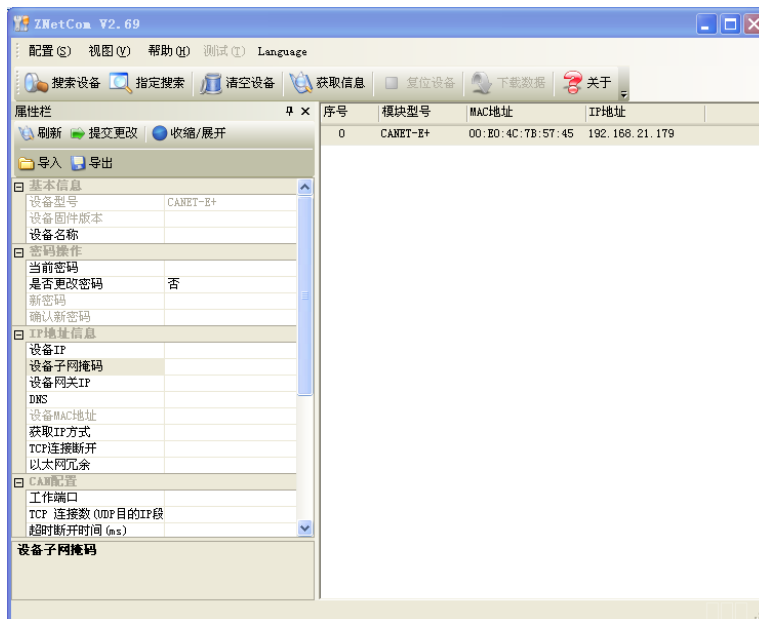 ZNetCom V2.69
配置(S) 视图(V) 帮助(H) 测试(T) Language
搜索设备 指定搜索 清空设备 获取信息 复位设备 下载数据 关于
属性栏
刷新 提交更改 收缩/展开
导入 导出
基本信息
设备型号 CANET-E+
设备固件版本
设备名称
密码操作
当前密码
是否更改密码 否
新密码
确认新密码
IP地址信息
设备IP
设备子网掩码
设备网关IP
DNS
设备MAC地址
获取IP方式
TCP连接断开
以太网冗余
CAN配置
工作端口
TCP 连接数(UDP目的IP段
超时断开时间(ms)
设备子网掩码
序号 模块型号 MAC地址 IP地址
0 CANET-E+ 00:E0:4C:7B:57:45 192.168.21.179